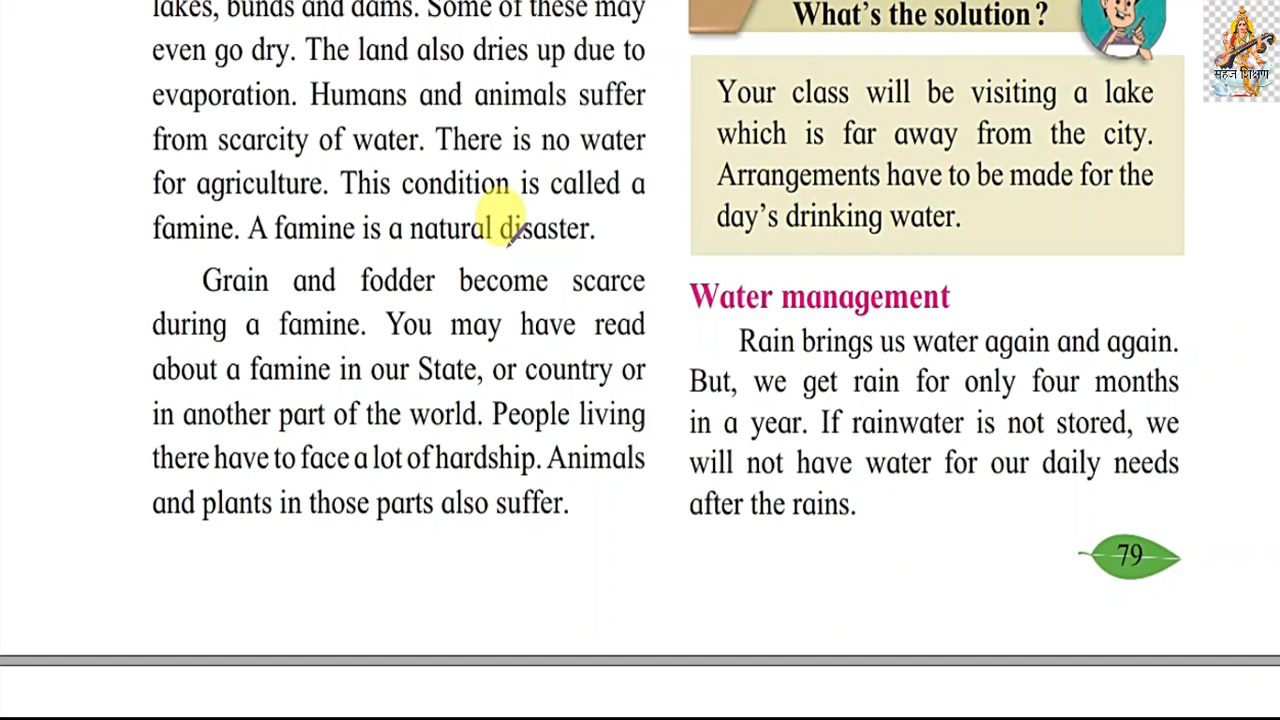 lakes, bunds and dams. Some of these may
even go dry. The land also dries up due to
evaporation. Humans and animals suffer
from scarcity of water. There is no water
for agriculture. This condition is called a
famine. A famine is a natural disaster.
Grain and fodder become scarce
during a famine. You may have read
about a famine in our State, or country or
in another part of the world. People living
there have to face a lot of hardship. Animals
and plants in those parts also suffer.
What's the solution ?
Your class will be visiting a lake
which is far away from the city.
Arrangements have to be made for the
day's drinking water.
Water management
Rain brings us water again and again.
But, we get rain for only four months
in a year. If rainwater is not stored, we
will not have water for our daily needs
after the rains.
79
सहज शिक्षण